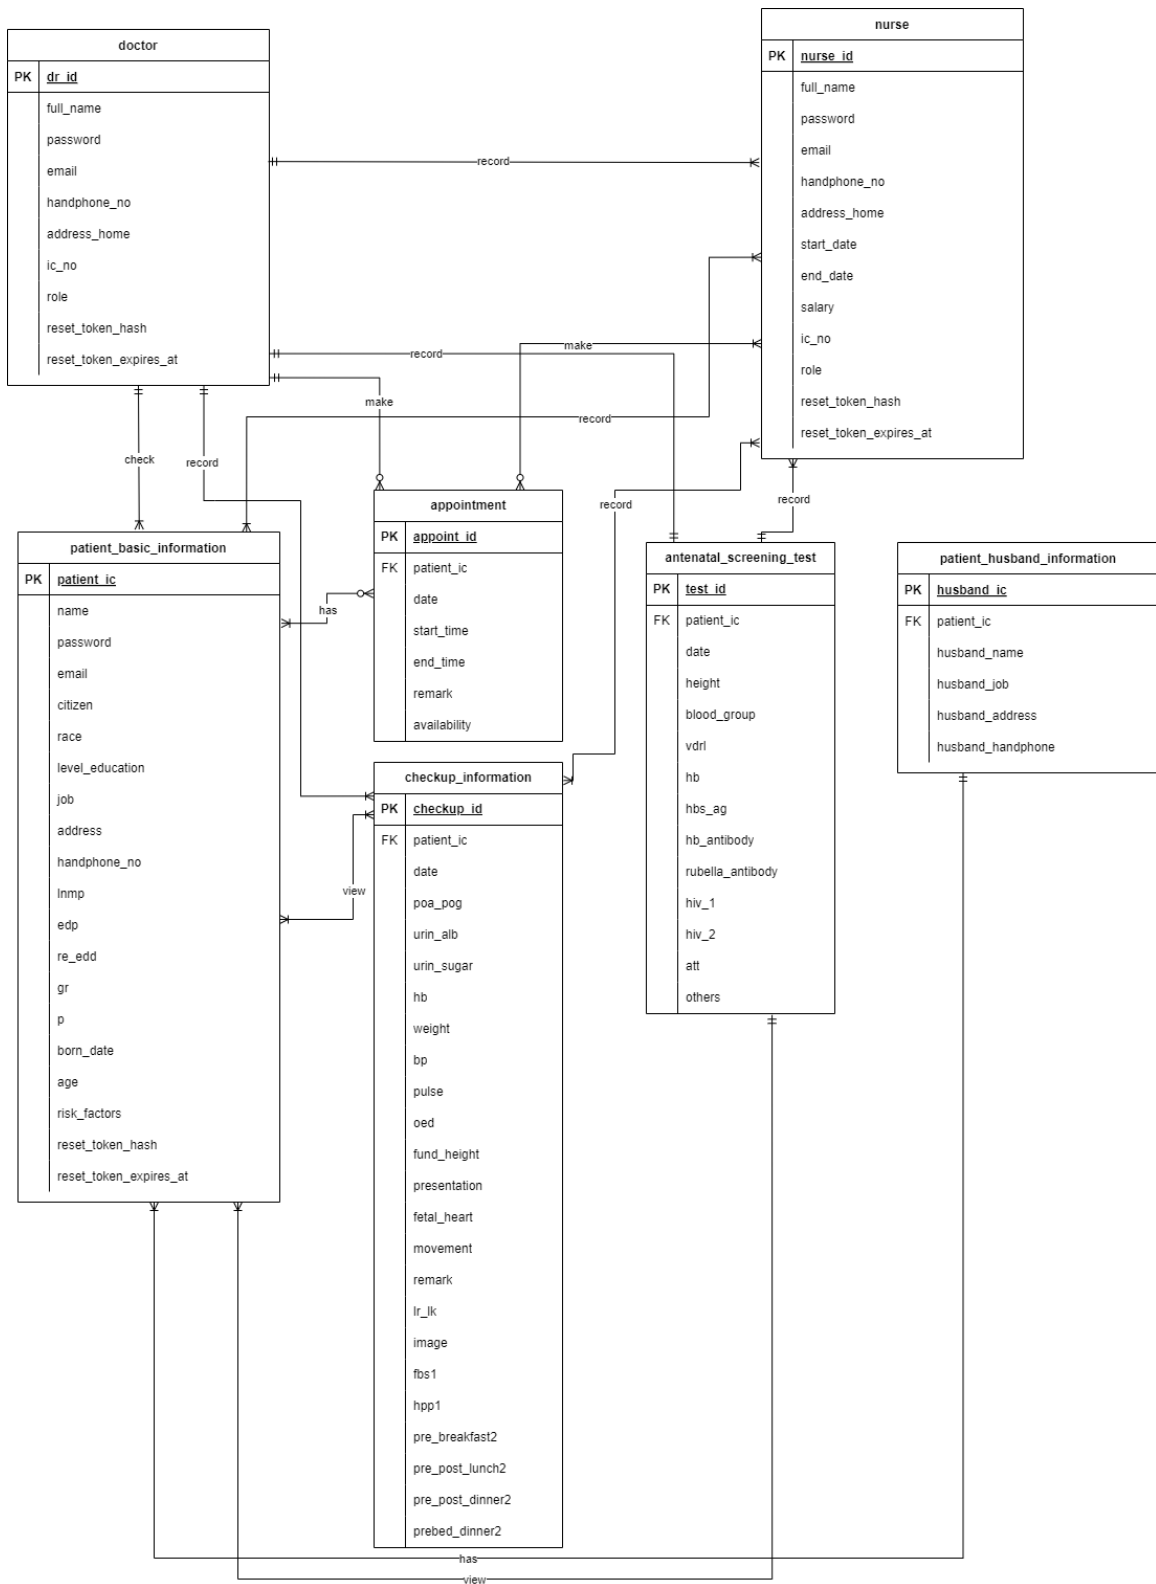 doctor
PK dr_id
full_name
password
email
handphone_no
address_home
ic_no
role
reset_token_hash
reset_token_expires_at
nurse
PK nurse_id
full_name
password
email
handphone_no
address_home
start_date
end_date
salary
ic_no
role
reset_token_hash
reset_token_expires_at
record
record
make
make
record
check
record
record
record
has
view
has
view
appointment
PK appoint_id
FK patient_ic
date
start_time
end_time
remark
availability
patient_basic_information
PK patient_ic
name
password
email
citizen
race
level_education
job
address
handphone_no
lnmp
edp
re_edd
gr
p
born_date
age
risk_factors
reset_token_hash
reset_token_expires_at
checkup_information
PK checkup_id
FK patient_ic
date
poa_pog
urin_alb
urin_sugar
hb
weight
bp
pulse
oed
fund_height
presentation
fetal_heart
movement
remark
lr_lk
image
fbs1
hpp1
pre_breakfast2
pre_post_lunch2
pre_post_dinner2
prebed_dinner2
antenatal_screening_test
PK test_id
FK patient_ic
date
height
blood_group
vdrl
hb
hbs_ag
hb_antibody
rubella_antibody
hiv_1
hiv_2
att
others
patient_husband_information
PK husband_ic
FK patient_ic
husband_name
husband_job
husband_address
husband_handphone